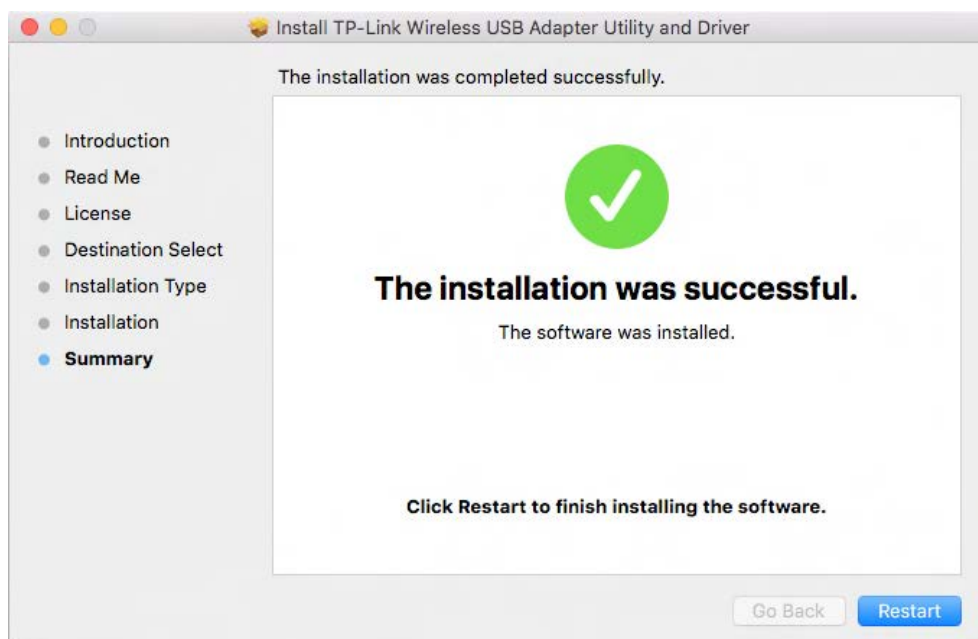 Install TP-Link Wireless USB Adapter Utility and Driver
The installation was completed successfully.
Introduction
Read Me
License
Destination Select
Installation Type
Installation
Summary
The installation was successful.
The software was installed.
Click Restart to finish installing the software.
Go Back
Restart